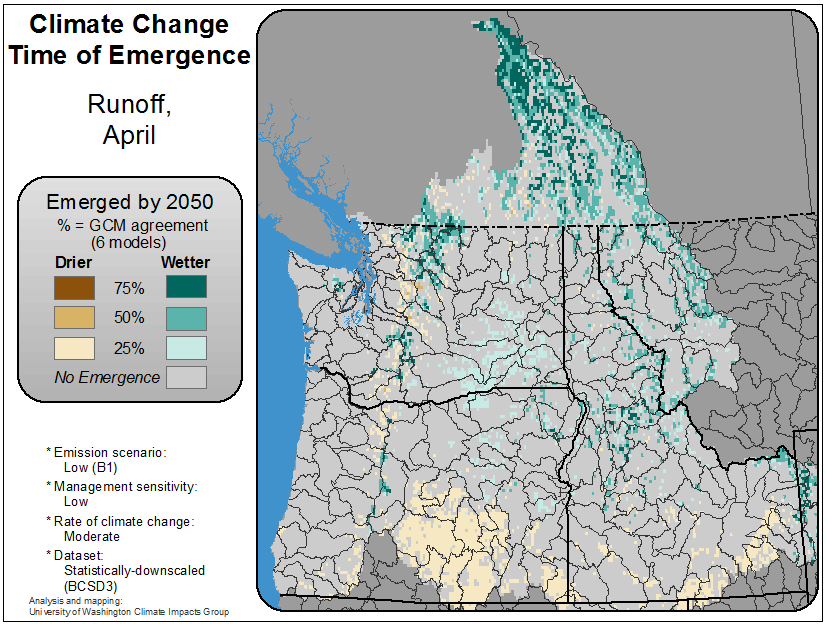 Climate Change
Time of Emergence
Runoff,
April
Emerged by 2050
% = GCM agreement
(6 models)
Drier Wetter
75%
50%
25%
No Emergence
* Emission scenario:
Low (B1)
* Management sensitivity:
Low
* Rate of climate change:
Moderate
* Dataset:
Statistically-downscaled
(BCSD3)
Analysis and mapping:
University of Washington Climate Impacts Group